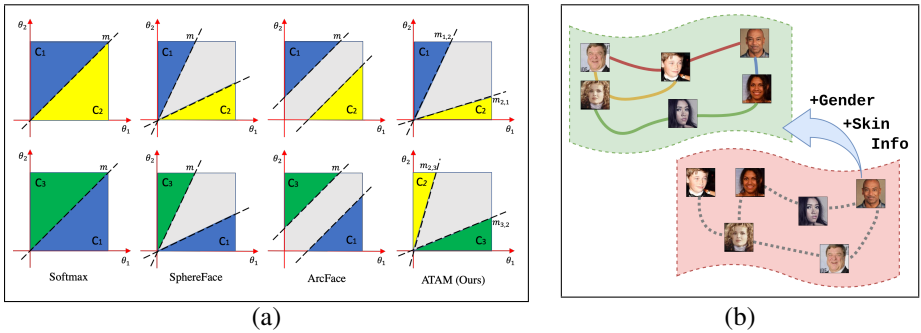 θ2 θ2 θ2 θ2
m m m m1,2
C1 C1 C1 C1
C2 C2 C2 C2 m2,1
θ1 θ1 θ1 θ1
θ2 θ2 θ2 θ2
m m m m2,3
C3 C3 C3 C2
C1 C1 C1 C3 m3,2
θ1 θ1 θ1 θ1
Softmax SphereFace ArcFace ATAM (Ours)
(a)
+Gender
+Skin
Info
(b)